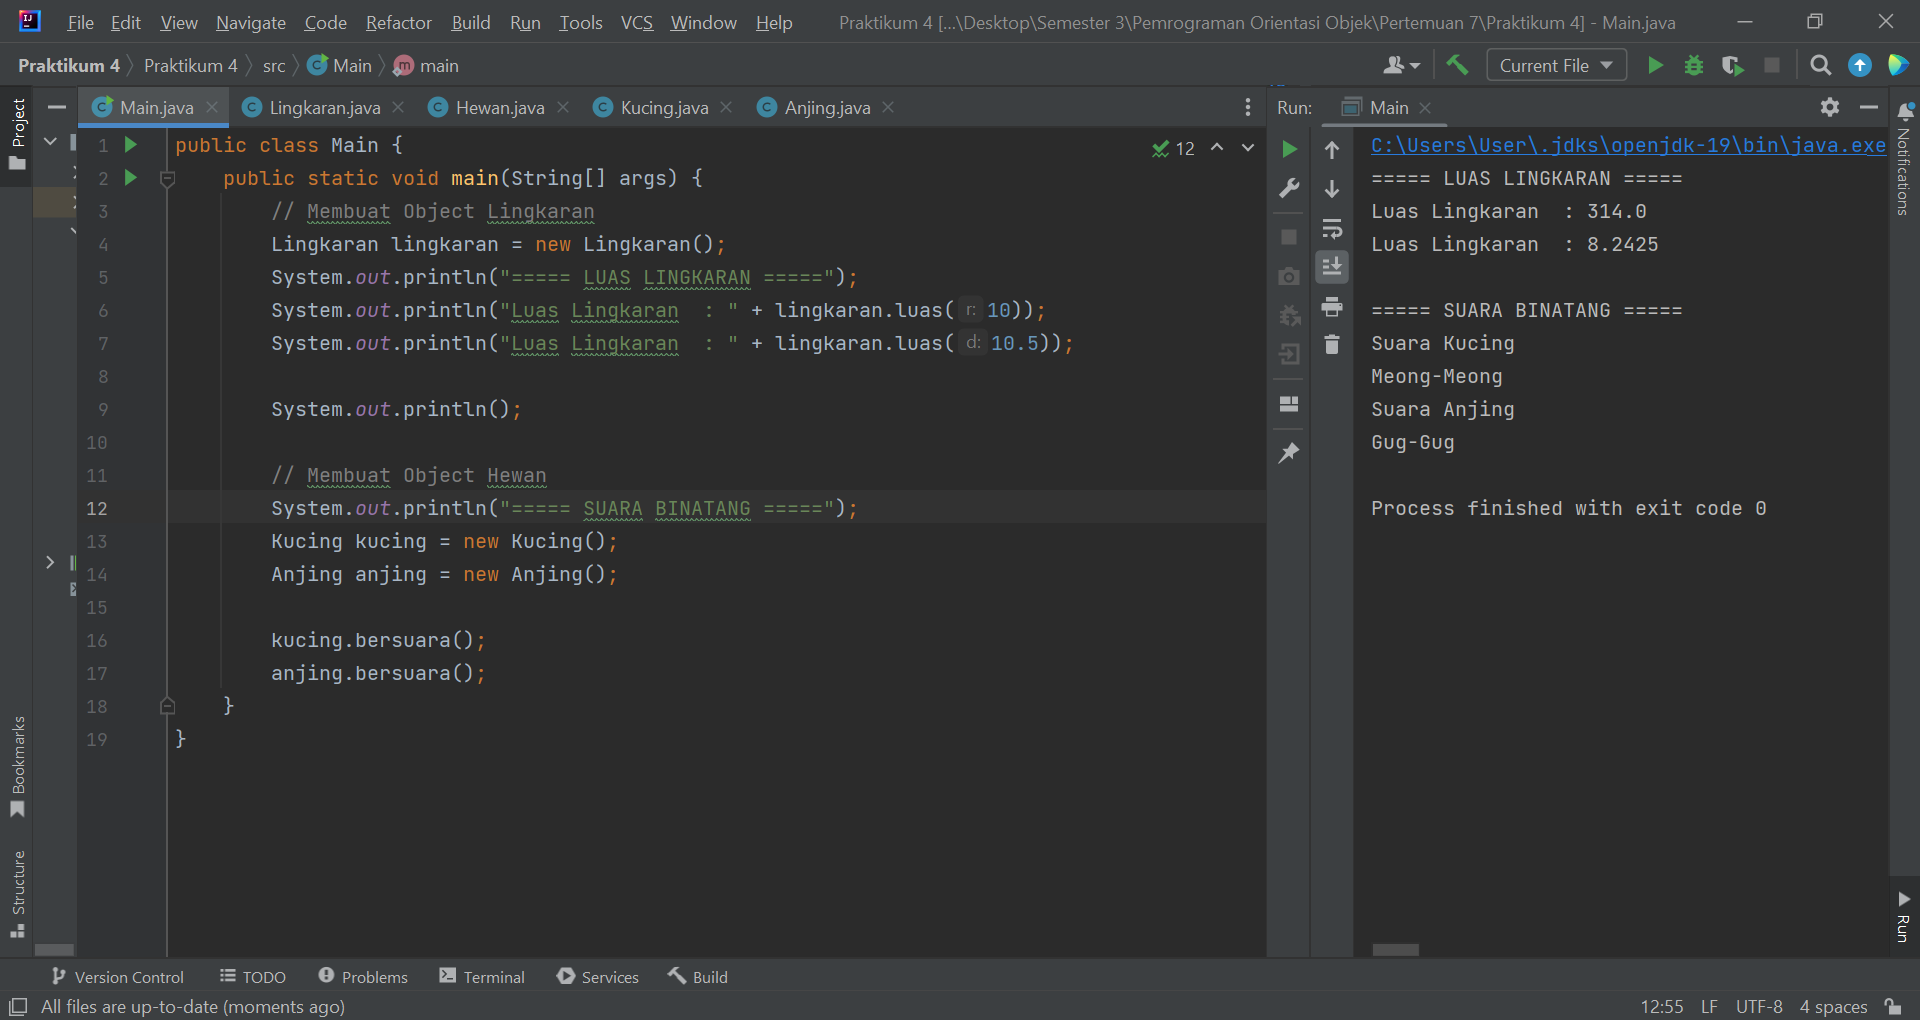 File Edit View Navigate Code Refactor Build Run Tools VCS Window Help Praktikum 4 [...\Desktop\Semester 3\Pemrograman Orientasi Objek\Pertemuan 7\Praktikum 4] - Main.java
Praktikum 4 Praktikum 4 src Main main Current File
Project
Main.java Lingkaran.java Hewan.java Kucing.java Anjing.java
1 public class Main {
2 public static void main(String[] args) {
3 // Membuat Object Lingkaran
4 Lingkaran lingkaran = new Lingkaran();
5 System.out.println("===== LUAS LINGKARAN =====");
6 System.out.println("Luas Lingkaran  : " + lingkaran.luas( r: 10));
7 System.out.println("Luas Lingkaran  : " + lingkaran.luas( d: 10.5));
8
9 System.out.println();
10
11 // Membuat Object Hewan
12 System.out.println("===== SUARA BINATANG =====");
13 Kucing kucing = new Kucing();
14 Anjing anjing = new Anjing();
15
16 kucing.bersuara();
17 anjing.bersuara();
18 }
19 }
12
Run: Main
C:\Users\User\.jdks\openjdk-19\bin\java.exe
===== LUAS LINGKARAN =====
Luas Lingkaran  : 314.0
Luas Lingkaran  : 8.2425
===== SUARA BINATANG =====
Suara Kucing
Meong-Meong
Suara Anjing
Gug-Gug
Process finished with exit code 0
Notifications
Run
Bookmarks
Structure
Version Control TODO Problems Terminal Services Build
All files are up-to-date (moments ago) 12:55 LF UTF-8 4 spaces